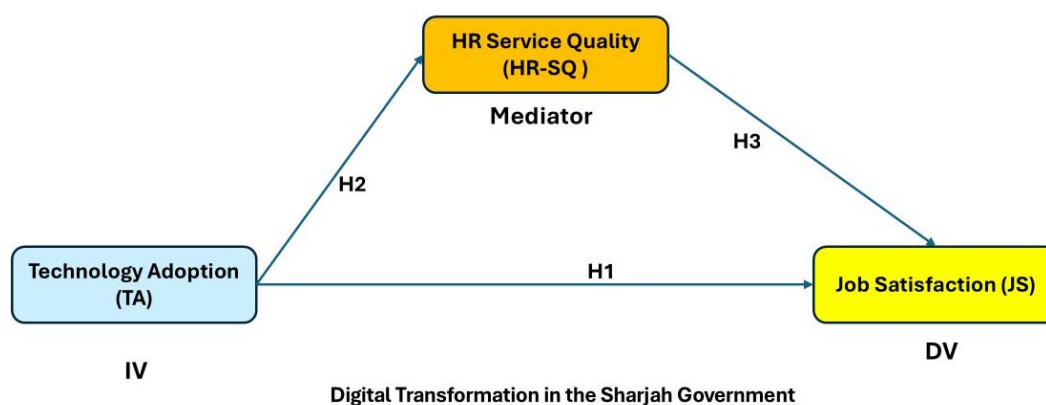 HR Service Quality
(HR-SQ )
Mediator
H3
H2
Technology Adoption
(TA)
H1
Job Satisfaction (JS)
IV
DV
Digital Transformation in the Sharjah Government